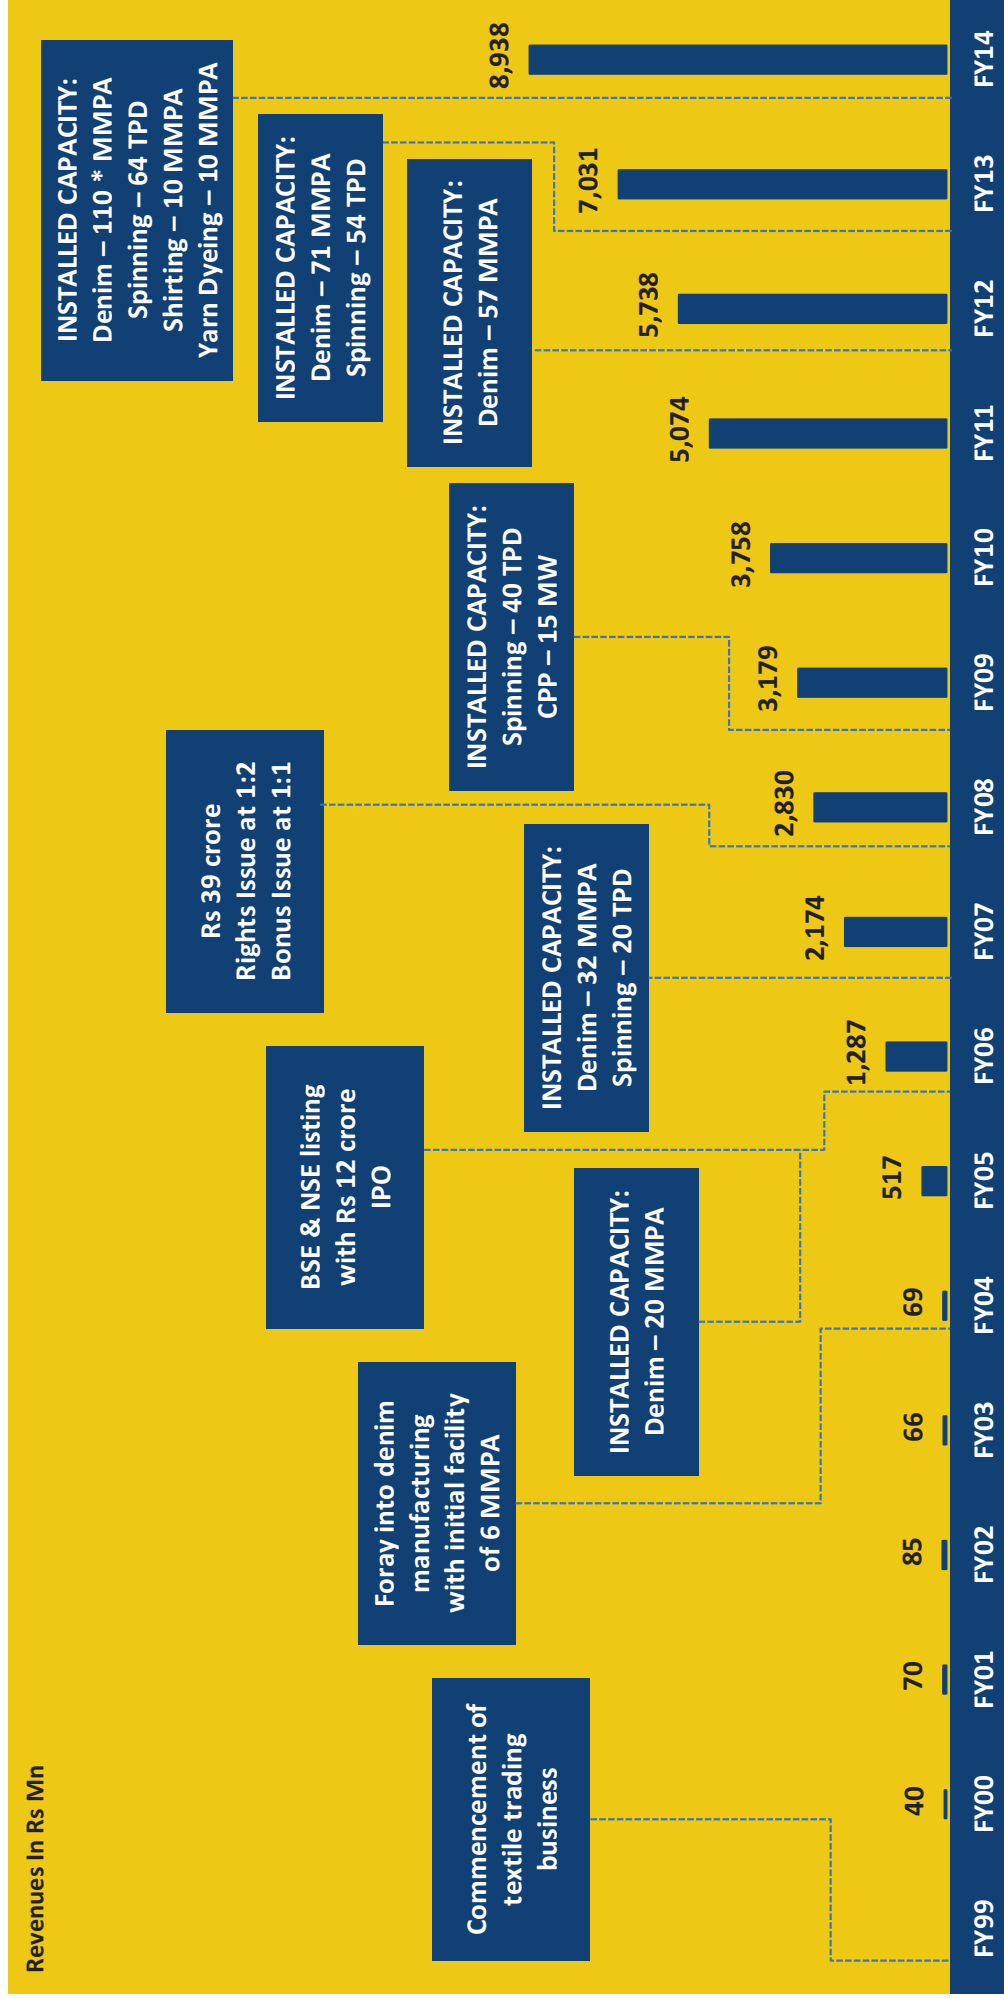 Revenues In Rs Mn
Commencement of
textile trading
business
Foray into denim
manufacturing
with initial facility
of 6 MMPA
BSE & NSE listing
with Rs 12 crore
IPO
INSTALLED CAPACITY:
Denim – 20 MMPA
Rs 39 crore
Rights Issue at 1:2
Bonus Issue at 1:1
INSTALLED CAPACITY:
Denim – 32 MMPA
Spinning – 20 TPD
INSTALLED CAPACITY:
Spinning – 40 TPD
CPP – 15 MW
INSTALLED CAPACITY:
Denim – 57 MMPA
INSTALLED CAPACITY:
Denim – 71 MMPA
Spinning – 54 TPD
INSTALLED CAPACITY:
Denim – 110 * MMPA
Spinning – 64 TPD
Shirting – 10 MMPA
Yarn Dyeing – 10 MMPA
40
70
85
66
69
517
1,287
2,174
2,830
3,179
3,758
5,074
5,738
7,031
8,938
FY99
FY00
FY01
FY02
FY03
FY04
FY05
FY06
FY07
FY08
FY09
FY10
FY11
FY12
FY13
FY14